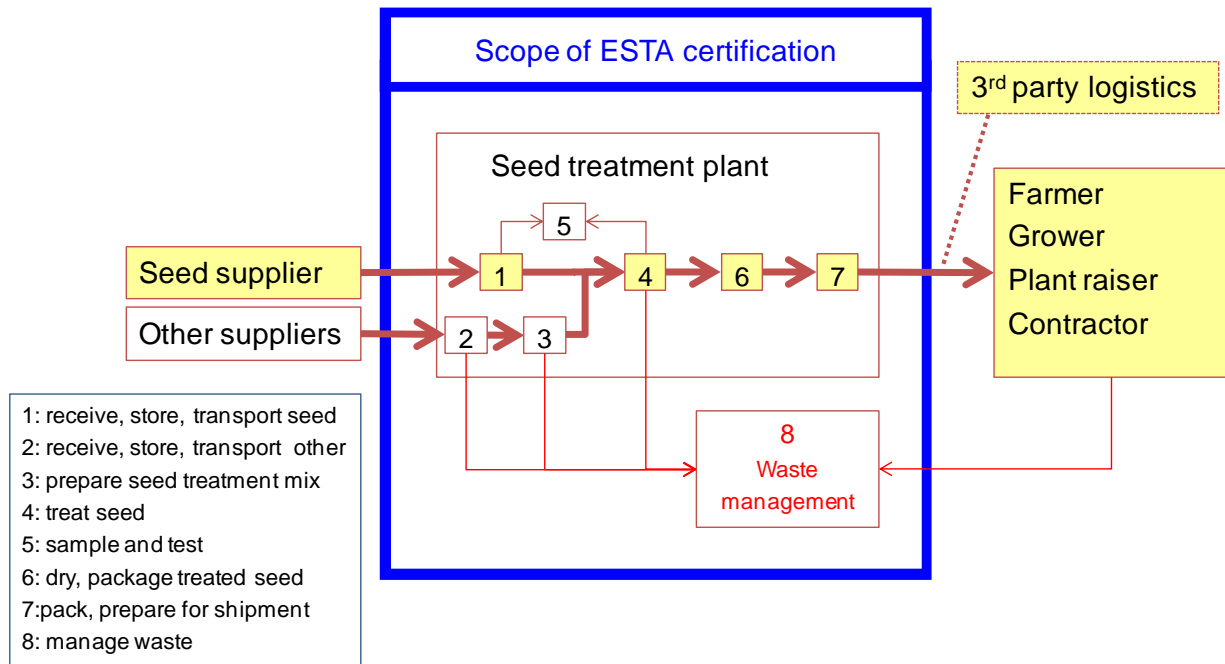 Scope of ESTA certification
3rd party logistics
Seed treatment plant
Farmer
Grower
Plant raiser
Contractor
5
Seed supplier
1
4
6
7
Other suppliers
2
3
1: receive, store, transport seed
2: receive, store, transport other
3: prepare seed treatment mix
4: treat seed
5: sample and test
6: dry, package treated seed
7:pack, prepare for shipment
8: manage waste
8
Waste
management